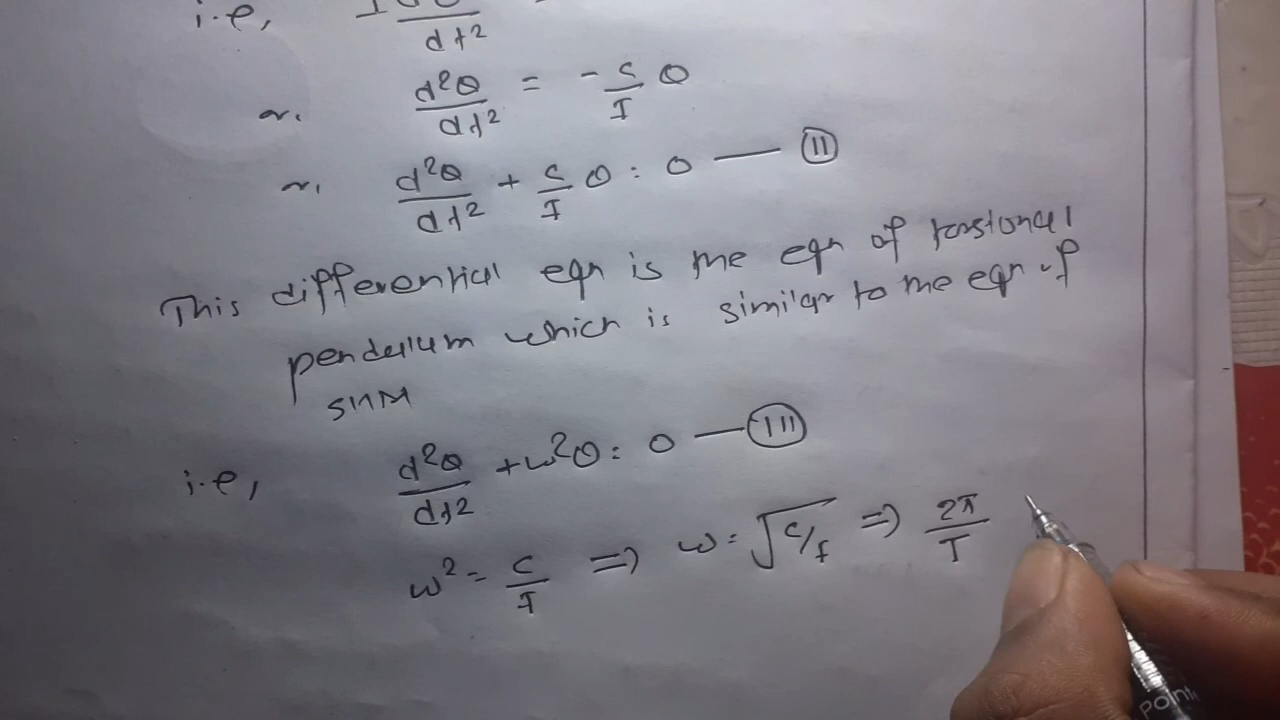 i.e,
dt²
or, d²θ/dt² = - C/I θ
or, d²θ/dt² + C/I θ = 0 — (II)
This differential eqn is the eqn of torsional
pendulum which is similar to the eqn of
SHM
i.e, d²θ/dt² + ω²θ = 0 — (III)
ω² = C/I => ω = √C/I => 2π/T
Point